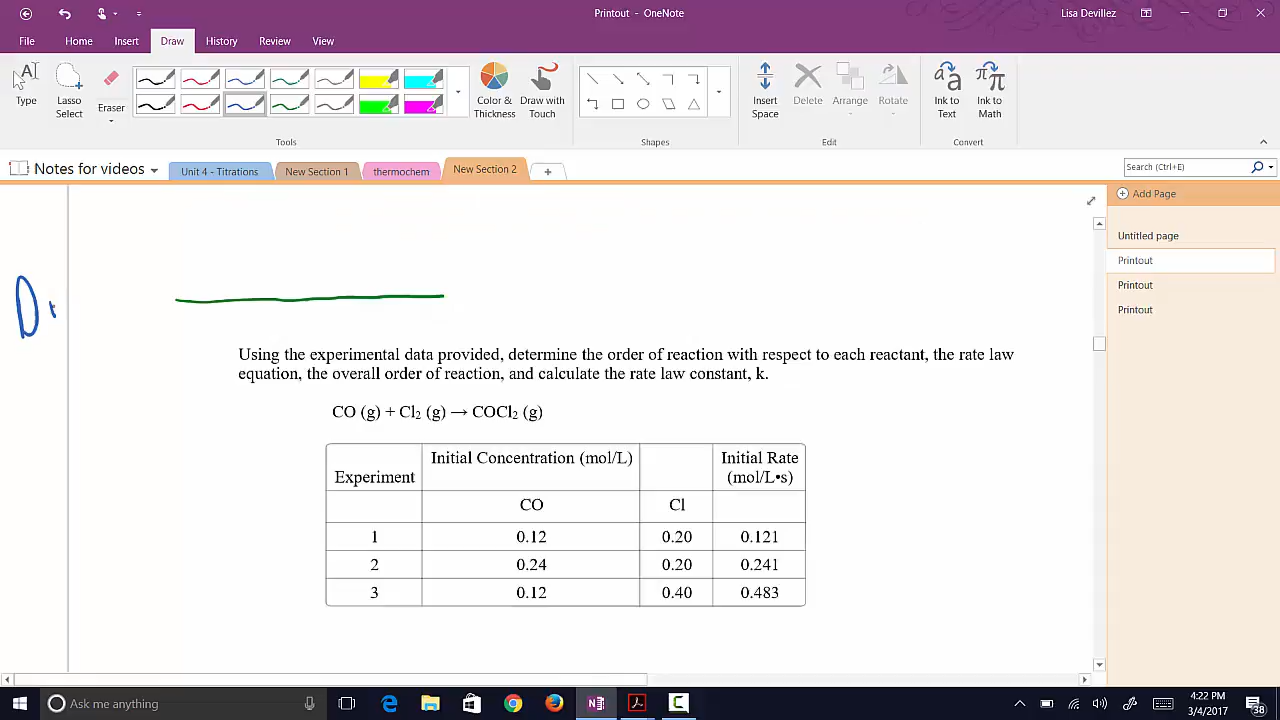 Printout - OneNote
Lisa Devillez
File Home Insert Draw History Review View
Type
Lasso Select
Eraser
Color & Thickness
Draw with Touch
Insert Space
Delete
Arrange
Rotate
Ink to Text
Ink to Math
Tools Shapes Edit Convert
Notes for videos
Unit 4 - Titrations
New Section 1
thermochem
New Section 2
Search (Ctrl+E)
Add Page
Untitled page
Printout
Printout
Printout
Using the experimental data provided, determine the order of reaction with respect to each reactant, the rate law
equation, the overall order of reaction, and calculate the rate law constant, k.
CO (g) + Cl₂ (g) → COCl₂ (g)
Experiment Initial Concentration (mol/L) Initial Rate (mol/L•s)
CO Cl
1 0.12 0.20 0.121
2 0.24 0.20 0.241
3 0.12 0.40 0.483
Ask me anything
4:22 PM
3/4/2017
38